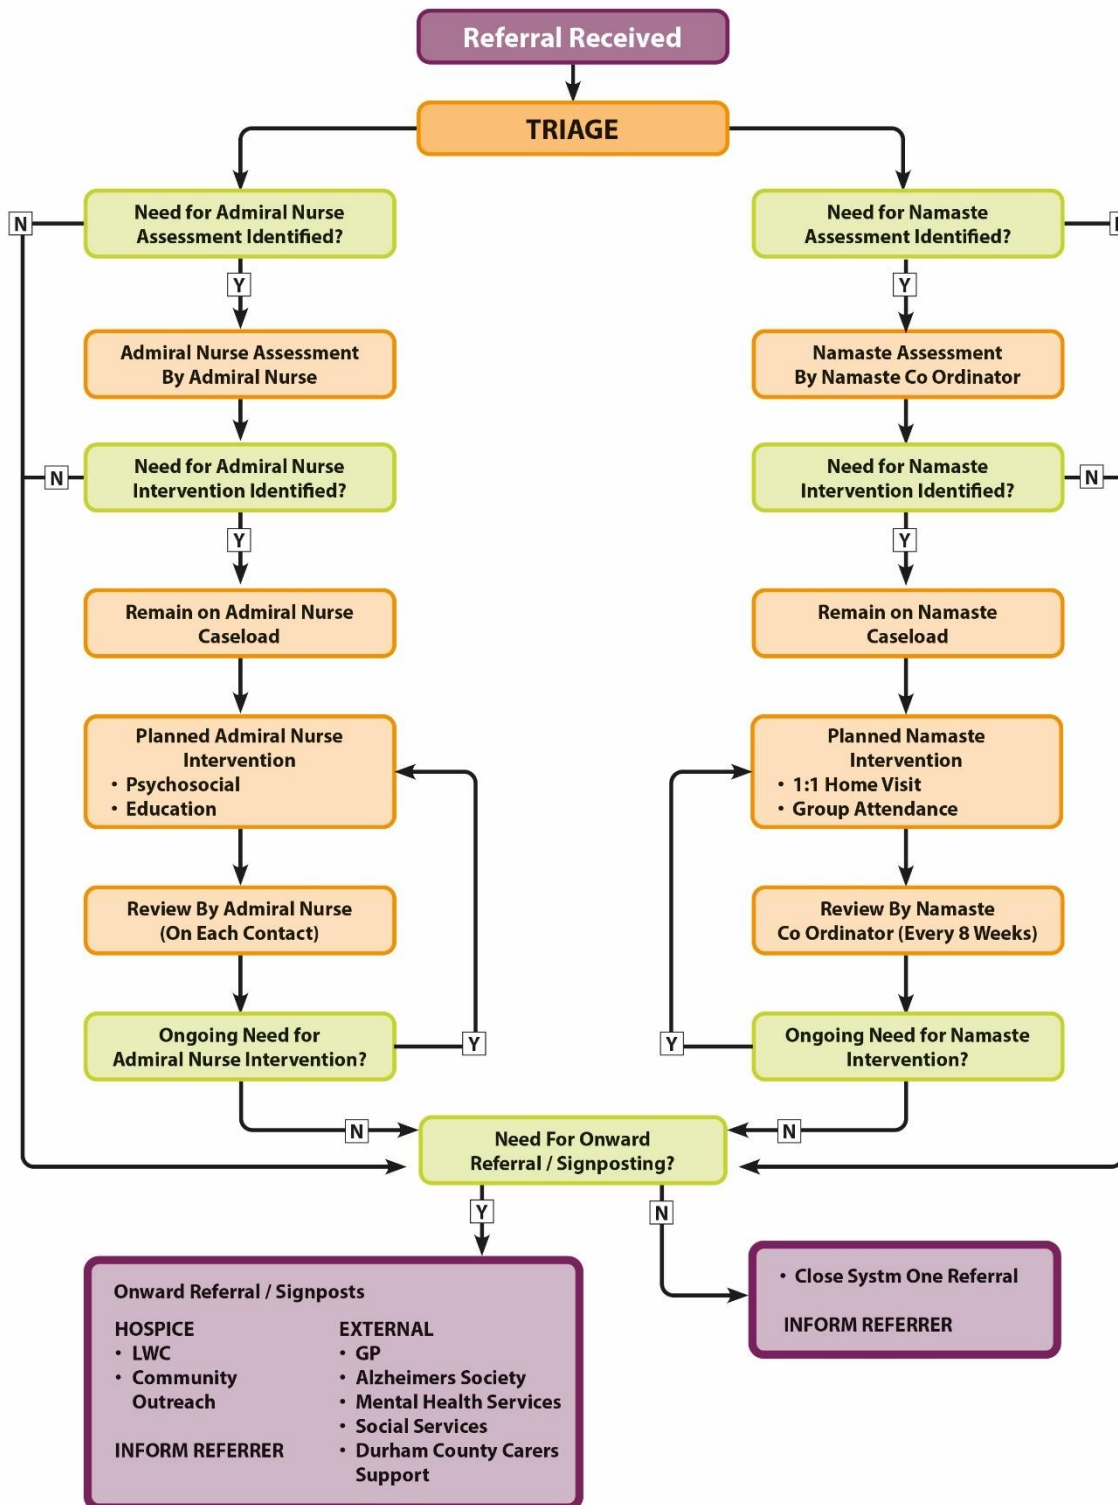 Referral Received
TRIAGE
Need for Admiral Nurse
Assessment Identified?
N
Y
Admiral Nurse Assessment
By Admiral Nurse
Need for Admiral Nurse
Intervention Identified?
N
Y
Remain on Admiral Nurse
Caseload
Planned Admiral Nurse
Intervention
• Psychosocial
• Education
Review By Admiral Nurse
(On Each Contact)
Ongoing Need for
Admiral Nurse Intervention?
Y
N
Need for Namaste
Assessment Identified?
Y
Namaste Assessment
By Namaste Co Ordinator
Need for Namaste
Intervention Identified?
N
Y
Remain on Namaste
Caseload
Planned Namaste
Intervention
• 1:1 Home Visit
• Group Attendance
Review By Namaste
Co Ordinator (Every 8 Weeks)
Ongoing Need for Namaste
Intervention?
Y
N
Need For Onward
Referral / Signposting?
Y
N
Onward Referral / Signposts
HOSPICE
• LWC
• Community
Outreach
INFORM REFERRER
EXTERNAL
• GP
• Alzheimers Society
• Mental Health Services
• Social Services
• Durham County Carers
Support
• Close Systm One Referral
INFORM REFERRER